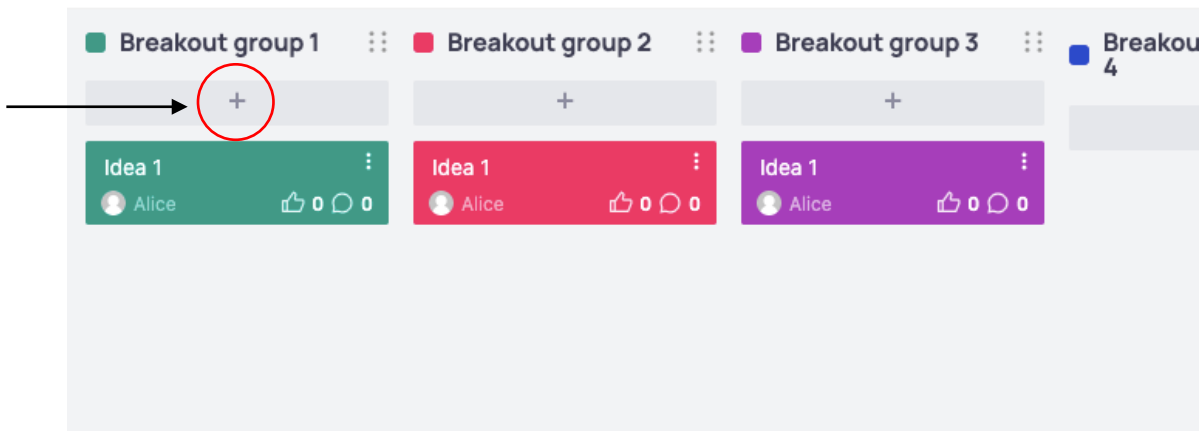 Breakout group 1
Breakout group 2
Breakout group 3
4
+
+
+
Idea 1
Alice
0 0
Idea 1
Alice
0 0
Idea 1
Alice
0 0